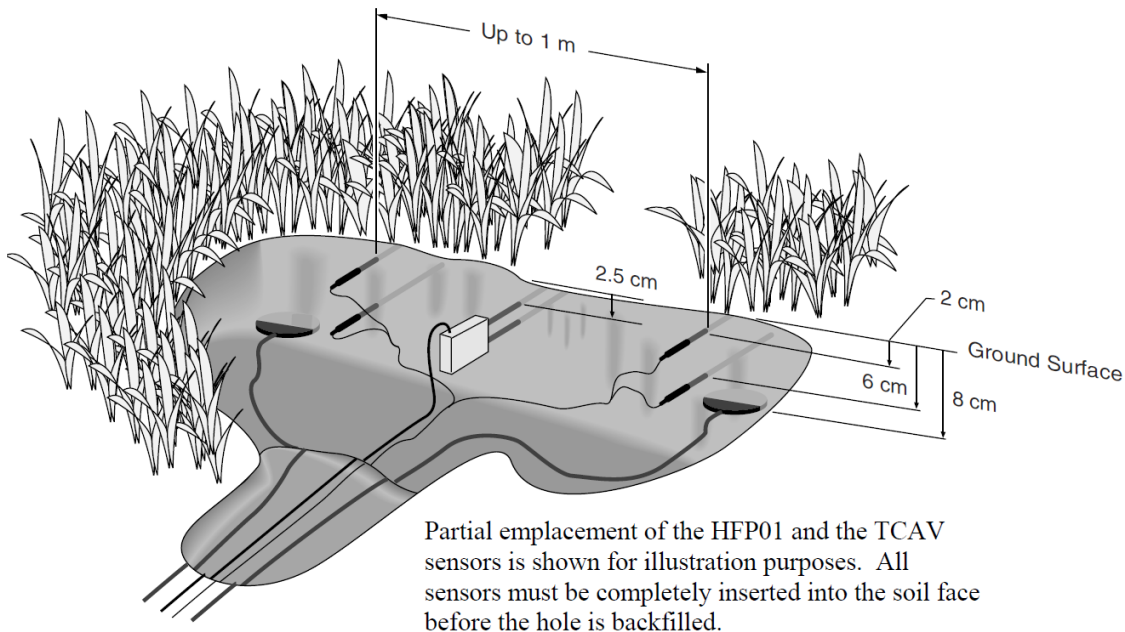 Up to 1 m
2.5 cm
2 cm
Ground Surface
6 cm
8 cm
Partial emplacement of the HFP01 and the TCAV
sensors is shown for illustration purposes.  All
sensors must be completely inserted into the soil face
before the hole is backfilled.